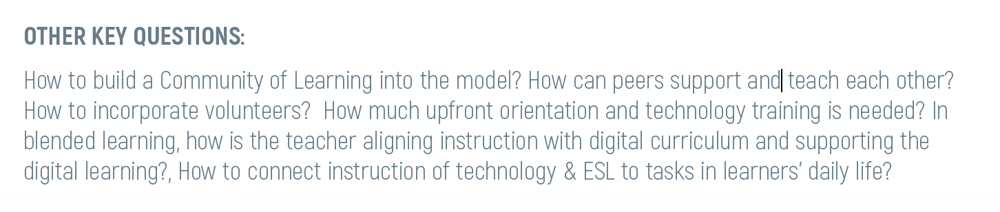 OTHER KEY QUESTIONS:
How to build a Community of Learning into the model? How can peers support and teach each other?
How to incorporate volunteers?  How much upfront orientation and technology training is needed? In
blended learning, how is the teacher aligning instruction with digital curriculum and supporting the
digital learning?, How to connect instruction of technology & ESL to tasks in learners’ daily life?